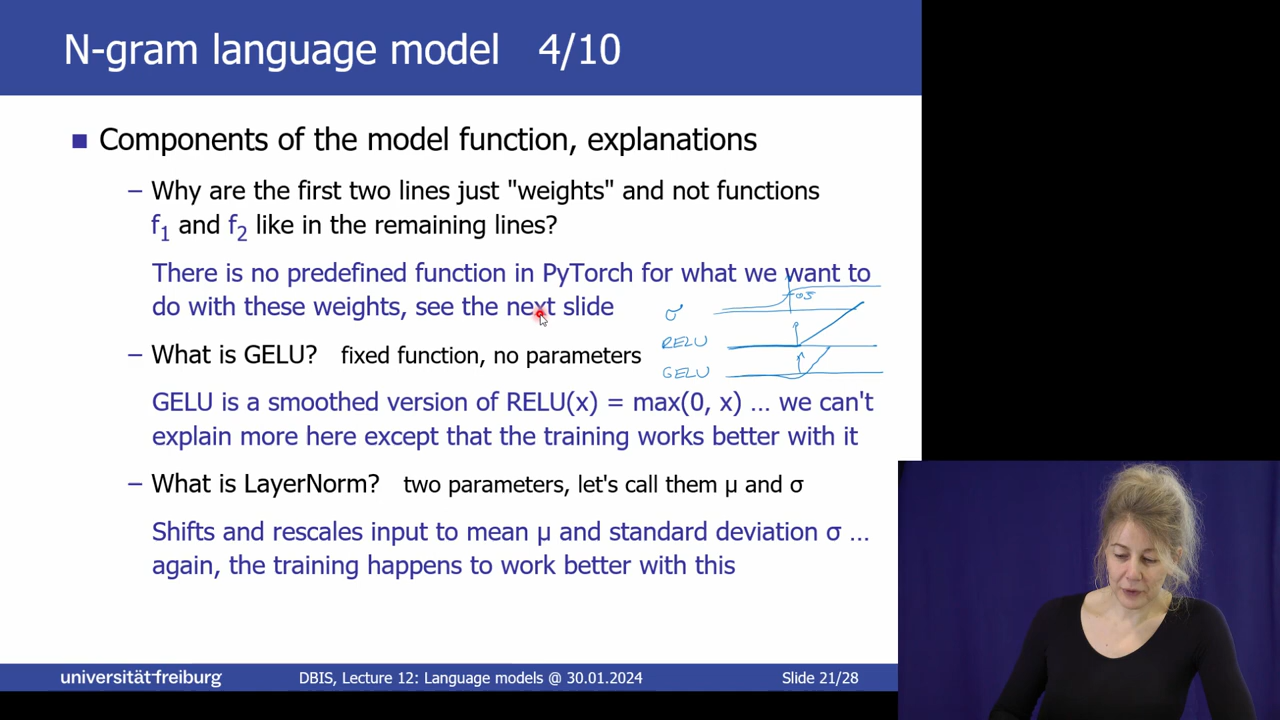 N-gram language model 4/10
■ Components of the model function, explanations
– Why are the first two lines just "weights" and not functions
f1 and f2 like in the remaining lines?
There is no predefined function in PyTorch for what we want to
do with these weights, see the next slide
0.5
σ
RELU
– What is GELU? fixed function, no parameters
GELU
GELU is a smoothed version of RELU(x) = max(0, x) … we can't
explain more here except that the training works better with it
– What is LayerNorm? two parameters, let's call them μ and σ
Shifts and rescales input to mean μ and standard deviation σ …
again, the training happens to work better with this
universität freiburg
DBIS, Lecture 12: Language models @ 30.01.2024
Slide 21/28